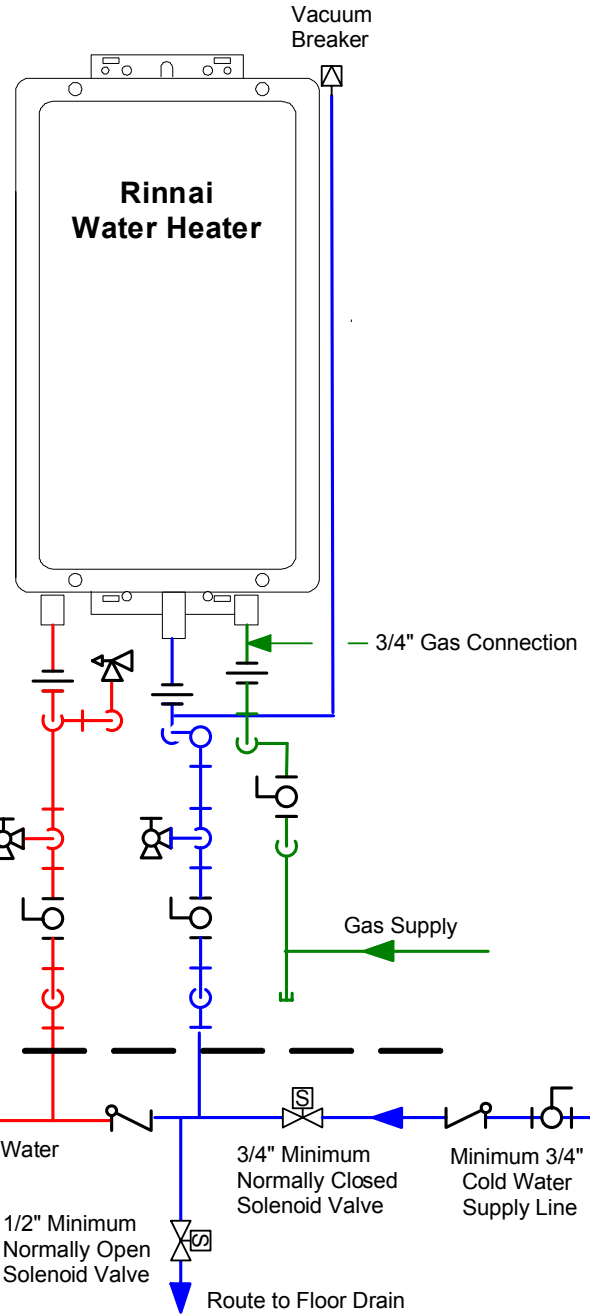 Vacuum
Breaker
Rinnai
Water Heater
3/4" Gas Connection
Gas Supply
S
Water
3/4" Minimum
Normally Closed
Solenoid Valve
Minimum 3/4"
Cold Water
Supply Line
1/2" Minimum
Normally Open
Solenoid Valve
S
Route to Floor Drain